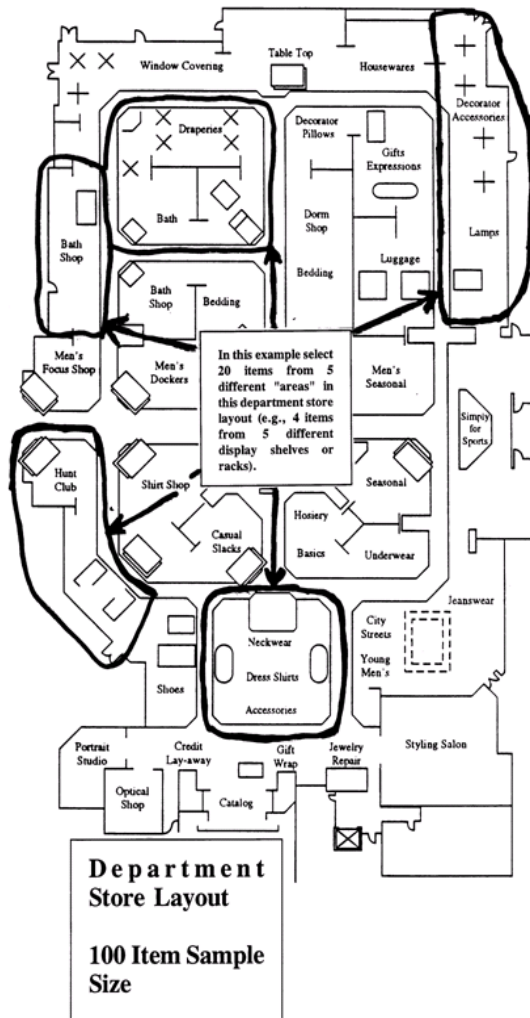 Window Covering
Table Top
Housewares
Decorator
Accessories
Draperies
Decorator
Pillows
Gifts
Expressions
Bath
Dorm
Shop
Lamps
Bath
Shop
Luggage
Bedding
Bath
Shop
Bedding
Men's
Focus Shop
Men's
Dockers
In this example select
20 items from 5
different "areas" in
this department store
layout (e.g., 4 items
from 5 different
display shelves or
racks).
Men's
Seasonal
Simply
for
Sports
Hunt
Club
Shirt Shop
Seasonal
Casual
Slacks
Hosiery
Basics
Underwear
Jeanswear
City
Streets
Young
Men's
Neckwear
Dress Shirts
Accessories
Shoes
Portrait
Studio
Credit
Lay-away
Gift
Wrap
Jewelry
Repair
Styling Salon
Optical
Shop
Catalog
Department
Store Layout
100 Item Sample
Size